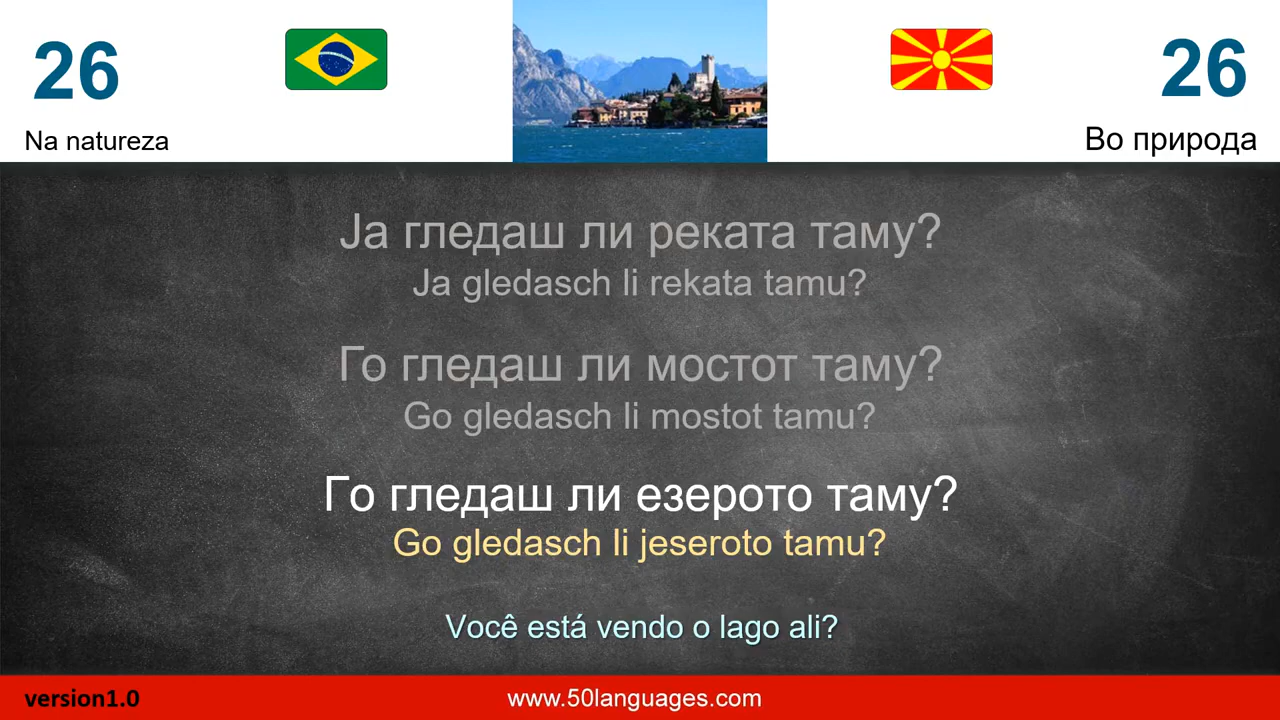 26
26
Na natureza
Во природа
Ја гледаш ли реката таму?
Ja gledasch li rekata tamu?
Го гледаш ли мостот таму?
Go gledasch li mostot tamu?
Го гледаш ли езерото таму?
Go gledasch li jeseroto tamu?
Você está vendo o lago ali?
version1.0
www.50languages.com